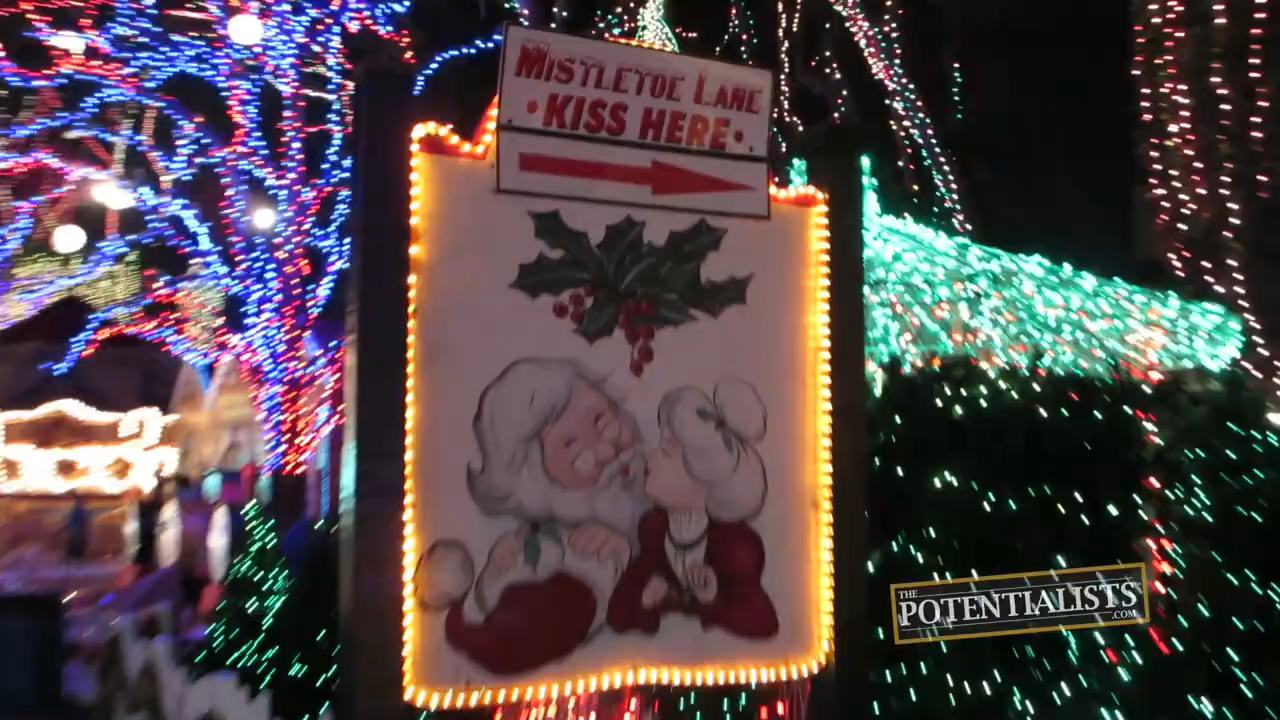 MISTLETOE LANE
• KISS HERE •
THE
POTENTIALISTS
.COM